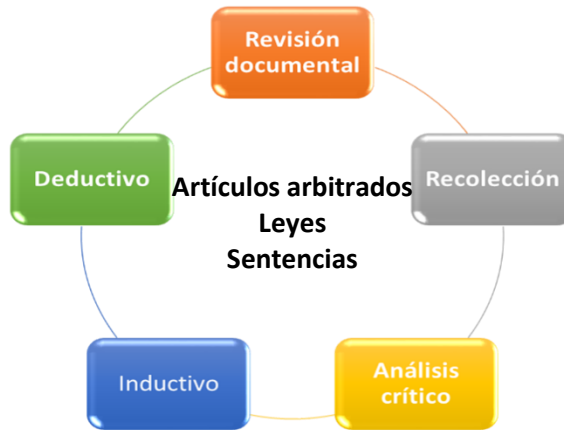 Revisión
documental
Deductivo
Artículos arbitrados
Leyes
Sentencias
Recolección
Inductivo
Análisis
crítico